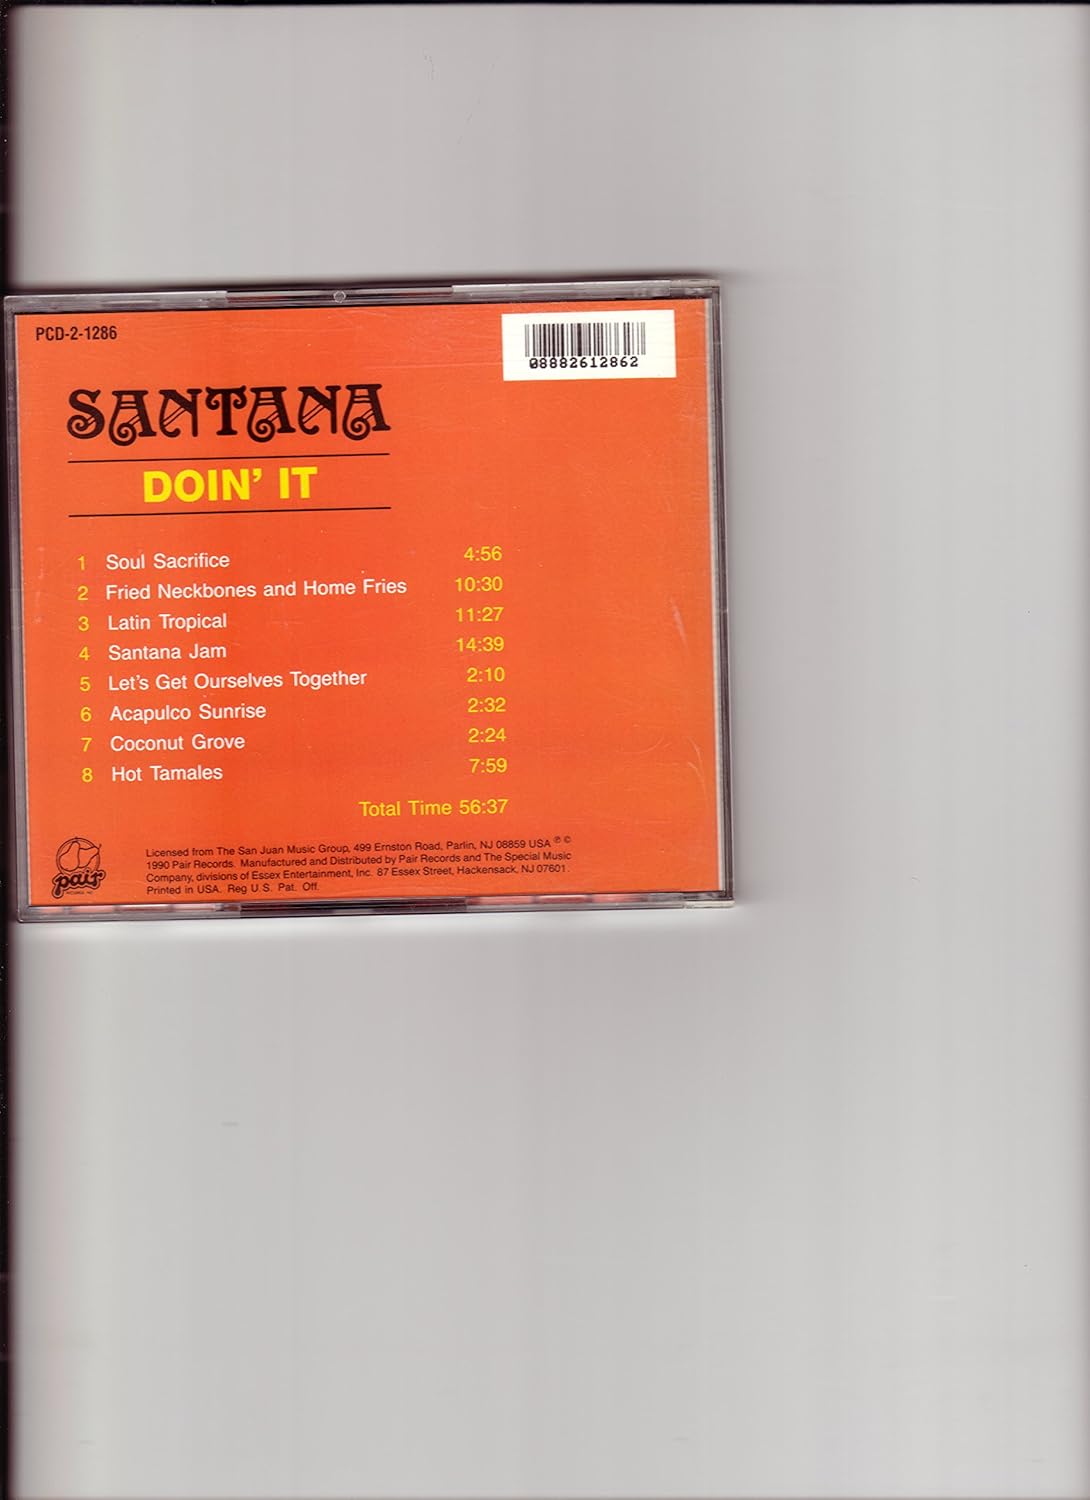 PCD-2-1286
08882612862
SANTANA
DOIN' IT
1 Soul Sacrifice 4:56
2 Fried Neckbones and Home Fries 10:30
3 Latin Tropical 11:27
4 Santana Jam 14:39
5 Let's Get Ourselves Together 2:10
6 Acapulco Sunrise 2:32
7 Coconut Grove 2:24
8 Hot Tamales 7:59
Total Time 56:37
pair
Licensed from The San Juan Music Group, 499 Ernston Road, Parlin, NJ 08859 USA ℗ ©
1990 Pair Records. Manufactured and Distributed by Pair Records and The Special Music
Company, divisions of Essex Entertainment, Inc. 87 Essex Street, Hackensack, NJ 07601.
Printed in USA. Reg U.S. Pat. Off.